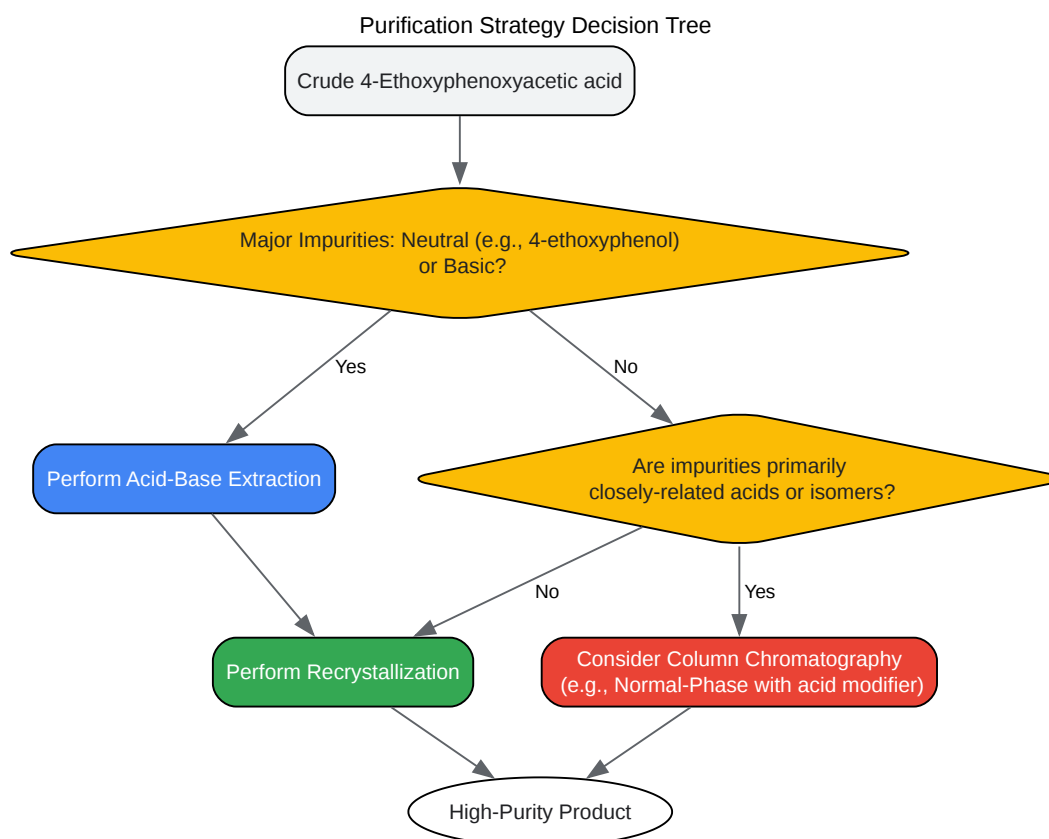 Purification Strategy Decision Tree
Crude 4-Ethoxyphenoxyacetic acid
Major Impurities: Neutral (e.g., 4-ethoxyphenol)
or Basic?
Yes
No
Perform Acid-Base Extraction
Are impurities primarily
closely-related acids or isomers?
No
Yes
Perform Recrystallization
Consider Column Chromatography
(e.g., Normal-Phase with acid modifier)
High-Purity Product